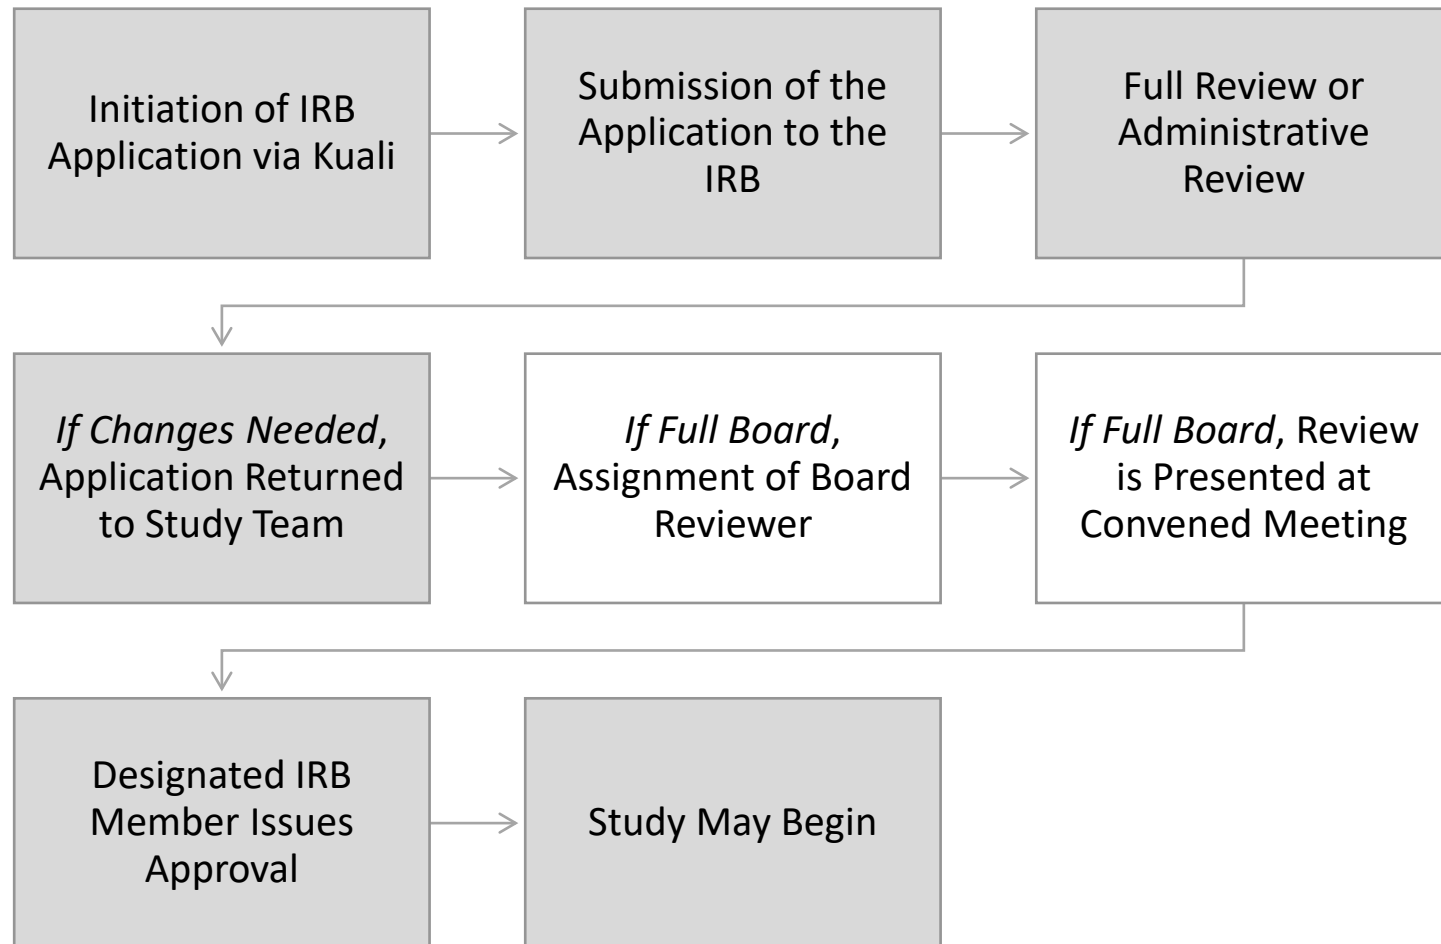 Initiation of IRB
Application via Kuali
Submission of the
Application to the
IRB
Full Review or
Administrative
Review
If Changes Needed,
Application Returned
to Study Team
If Full Board,
Assignment of Board
Reviewer
If Full Board, Review
is Presented at
Convened Meeting
Designated IRB
Member Issues
Approval
Study May Begin